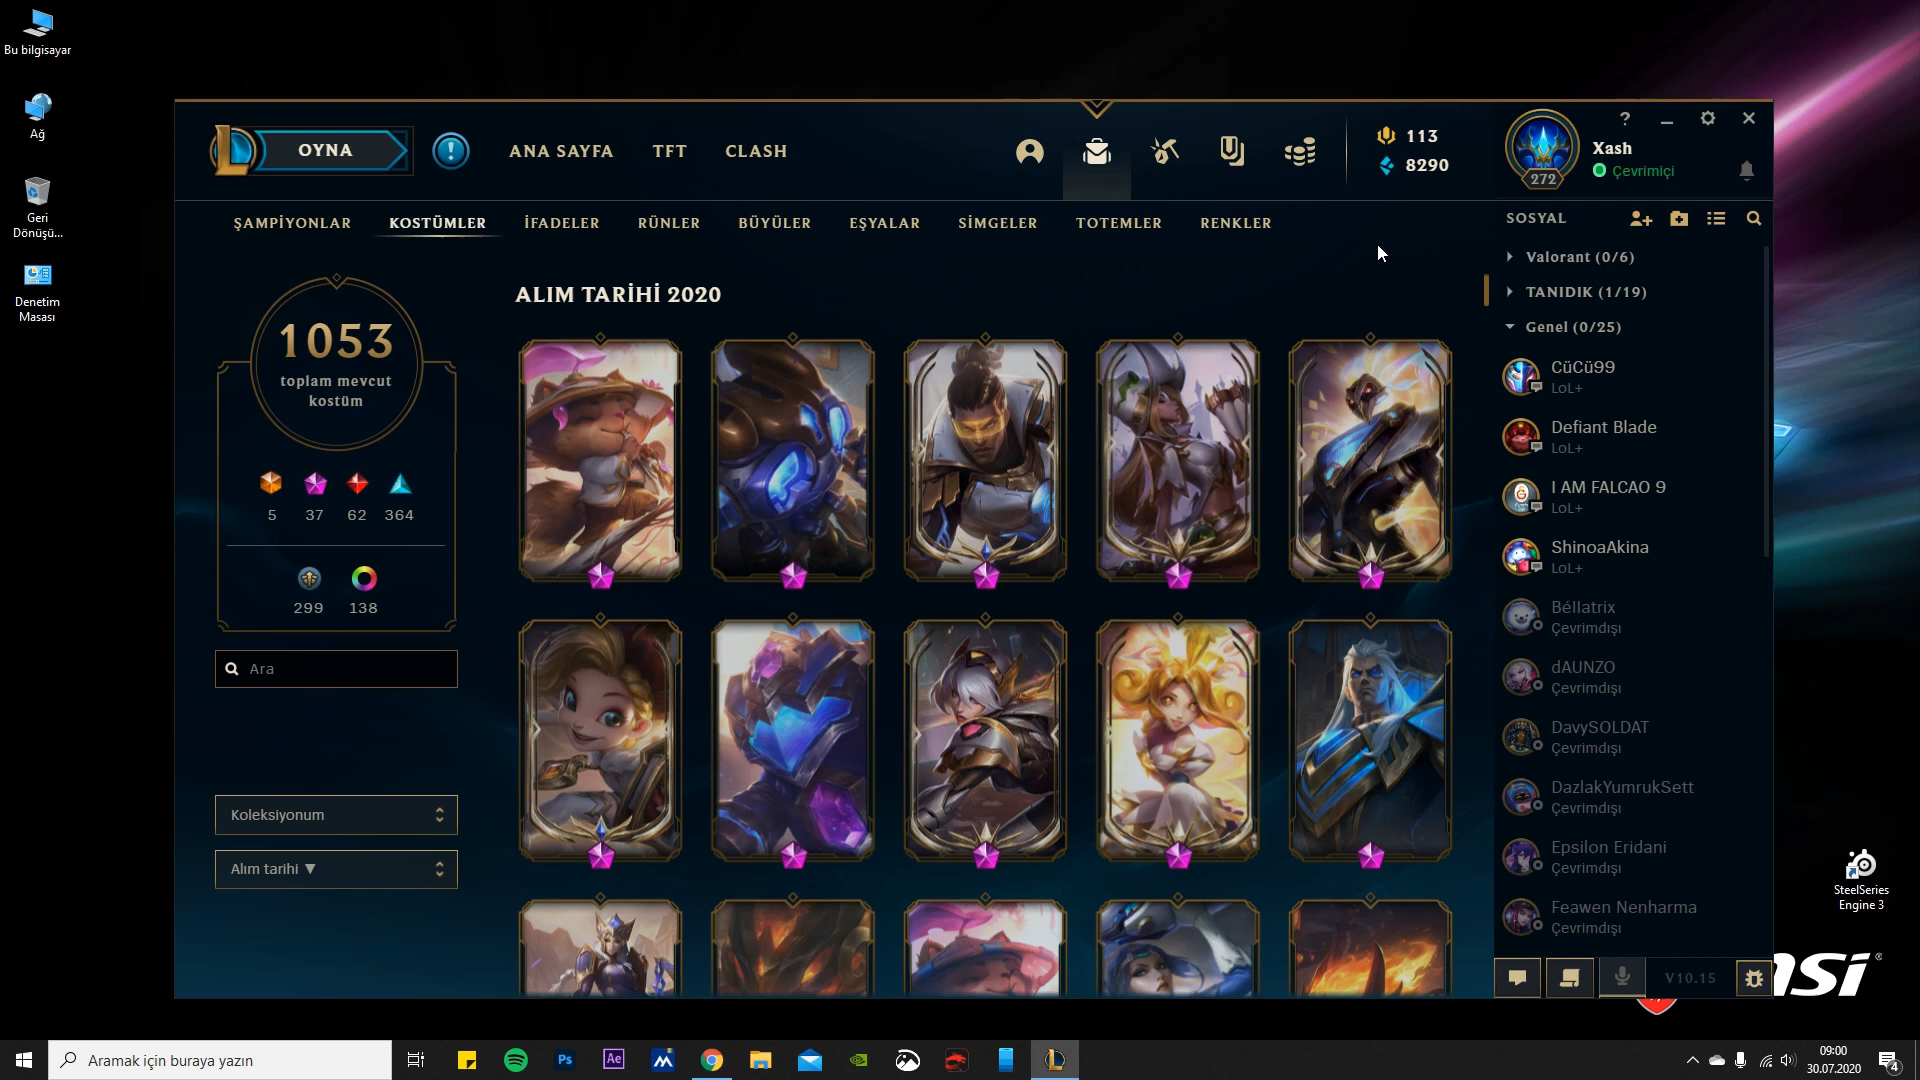 Bu bilgisayar
Ağ
Geri
Dönüşü...
Denetim
Masası
OYNA
ANA SAYFA
TFT
CLASH
113
8290
272
?
Xash
Çevrimiçi
ŞAMPİYONLAR
KOSTÜMLER
İFADELER
RÜNLER
BÜYÜLER
EŞYALAR
SİMGELER
TOTEMLER
RENKLER
1053
toplam mevcut
kostüm
5 37 62 364
299 138
Ara
Koleksiyonum
Alım tarihi ▼
ALIM TARİHİ 2020
SOSYAL
Valorant (0/6)
TANIDIK (1/19)
Genel (0/25)
CüCü99
LoL+
Defiant Blade
LoL+
I AM FALCAO 9
LoL+
ShinoaAkina
LoL+
Béllatrix
Çevrimdışı
dAUNZO
Çevrimdışı
DavySOLDAT
Çevrimdışı
DazlakYumrukSett
Çevrimdışı
Epsilon Eridani
Çevrimdışı
Feawen Nenharma
Çevrimdışı
V10.15
SteelSeries
Engine 3
msi
Aramak için buraya yazın
Ps
Ae
09:00
30.07.2020
4